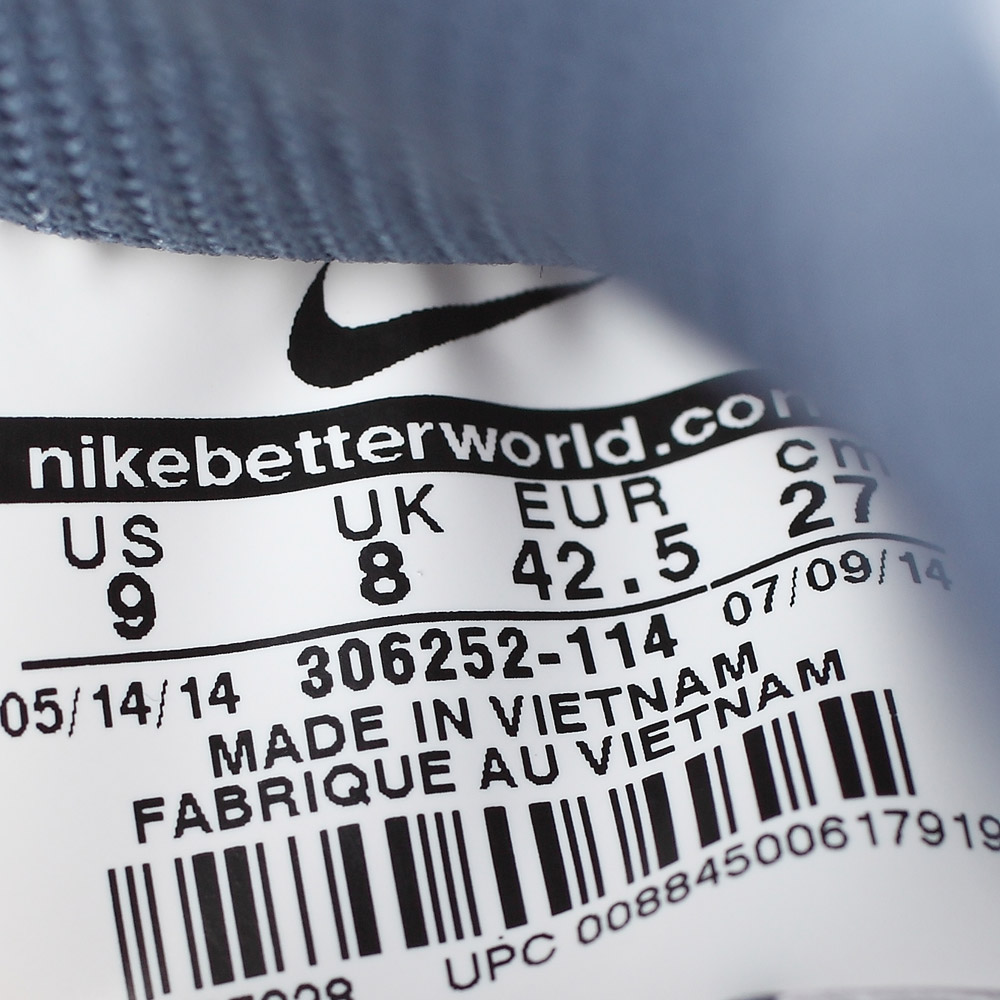 nikebetterworld.com
US UK EUR cm
9 8 42.5 27
05/14/14 306252-114 07/09/14
MADE IN VIETNAM
FABRIQUE AU VIETNAM
UPC 00884500617919